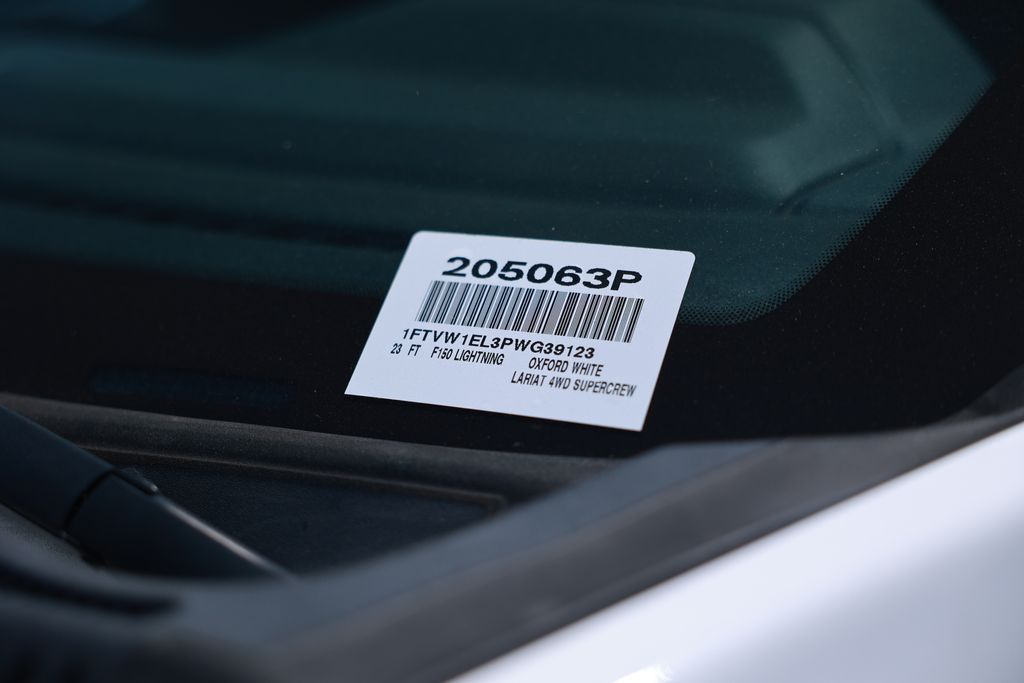 205063P
1FTVW1EL3PWG39123
23 FT F150 LIGHTNING OXFORD WHITE
LARIAT 4WD SUPERCREW